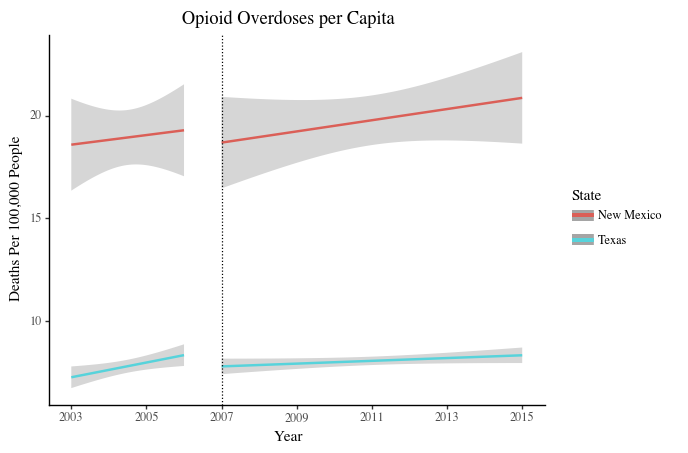 Opioid Overdoses per Capita
Deaths Per 100,000 People
20
15
10
2003 2005 2007 2009 2011 2013 2015
Year
State
New Mexico
Texas